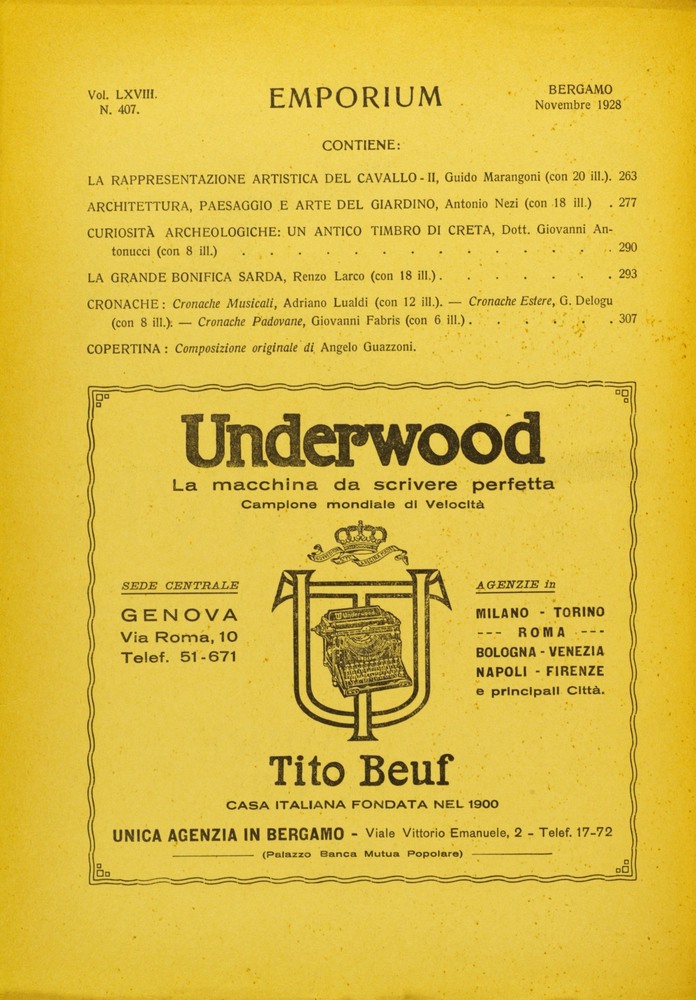 Vol. LXVIII.
N. 407.
EMPORIUM
BERGAMO
Novembre 1928
CONTIENE:
LA RAPPRESENTAZIONE ARTISTICA DEL CAVALLO - II, Guido Marangoni (con 20 ill.). 263
ARCHITETTURA, PAESAGGIO E ARTE DEL GIARDINO, Antonio Nezi (con 18 ill.) . 277
CURIOSITÀ ARCHEOLOGICHE: UN ANTICO TIMBRO DI CRETA, Dott. Giovanni An-
tonucci (con 8 ill.) . . . . . . . . . . . . . . 290
LA GRANDE BONIFICA SARDA, Renzo Larco (con 18 ill.) . . . . . . . 293
CRONACHE: Cronache Musicali, Adriano Lualdi (con 12 ill.). — Cronache Estere, G. Delogu
(con 8 ill.). — Cronache Padovane, Giovanni Fabris (con 6 ill.) . . . . . . 307
COPERTINA: Composizione originale di Angelo Guazzoni.
Underwood
La macchina da scrivere perfetta
Campione mondiale di Velocità
SEDE CENTRALE
GENOVA
Via Roma, 10
Telef. 51-671
AGENZIE in
MILANO - TORINO
--- ROMA ---
BOLOGNA - VENEZIA
NAPOLI - FIRENZE
e principali Città.
Tito Beuf
CASA ITALIANA FONDATA NEL 1900
UNICA AGENZIA IN BERGAMO - Viale Vittorio Emanuele, 2 - Telef. 17-72
(Palazzo Banca Mutua Popolare)